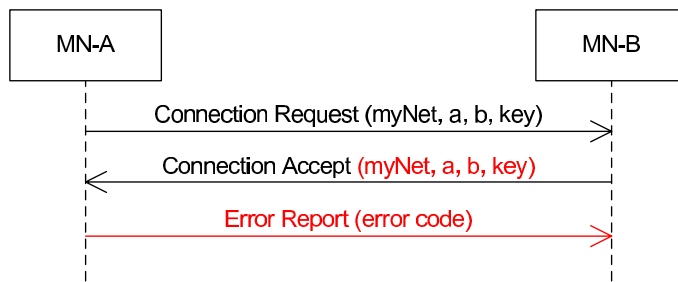 MN-A
MN-B
Connection Request (myNet, a, b, key)
Connection Accept (myNet, a, b, key)
Error Report (error code)